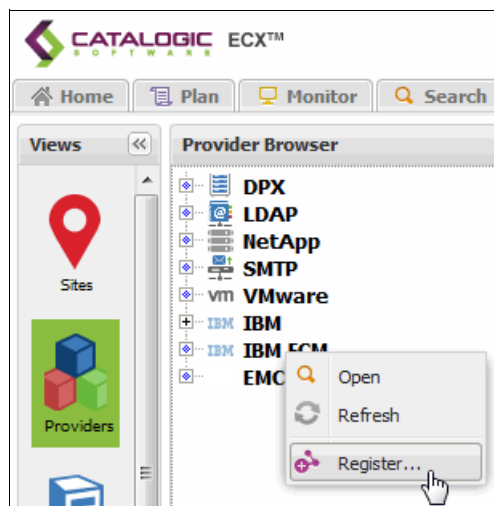 CATALOGIC ECX™
SOFTWARE
Home Plan Monitor Search
Views Provider Browser
Sites
Providers
DPX
LDAP
NetApp
SMTP
vm VMware
IBM IBM
IBM IBM ECM
EMC
Open
Refresh
Register...